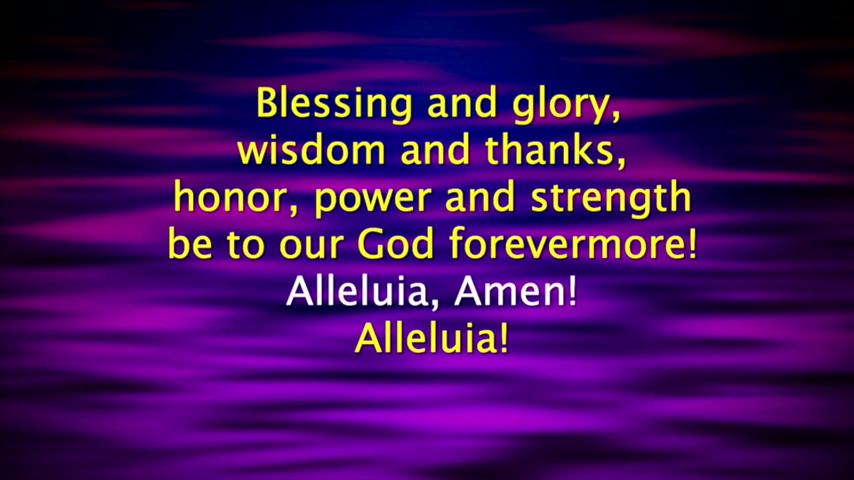 Blessing and glory,
wisdom and thanks,
honor, power and strength
be to our God forevermore!
Alleluia, Amen!
Alleluia!